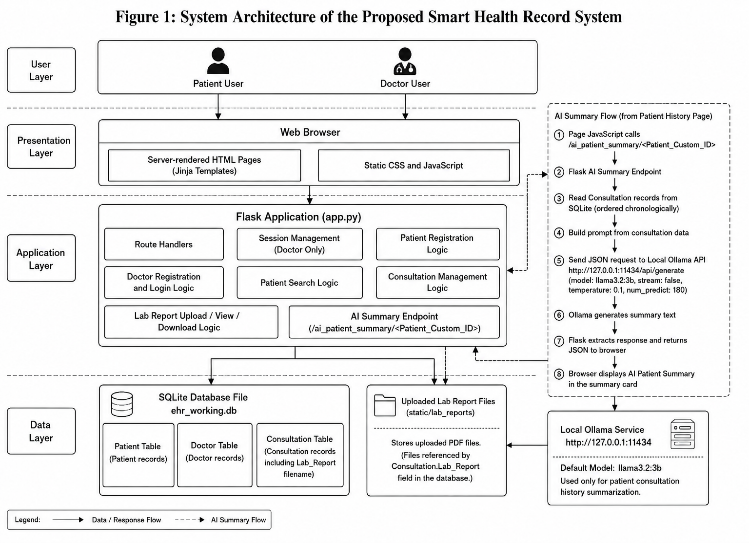 Figure 1: System Architecture of the Proposed Smart Health Record System
User
Layer
Patient User
Doctor User
Presentation
Layer
Web Browser
Server-rendered HTML Pages
(Jinja Templates)
Static CSS and JavaScript
Application
Layer
Flask Application (app.py)
Route Handlers
Session Management
(Doctor Only)
Patient Registration
Logic
Doctor Registration
and Login Logic
Patient Search Logic
Consultation Management
Logic
Lab Report Upload / View /
Download Logic
AI Summary Endpoint
(/ai_patient_summary/<Patient_Custom_ID>)
Data
Layer
SQLite Database File
ehr_working.db
Patient Table
(Patient records)
Doctor Table
(Doctor records)
Consultation Table
(Consultation records
including Lab_Report
filename)
Uploaded Lab Report Files
(static/lab_reports)
Stores uploaded PDF files.
(Files referenced by
Consultation.Lab_Report
field in the database.)
AI Summary Flow (from Patient History Page)
1 Page JavaScript calls
/ai_patient_summary/<Patient_Custom_ID>
2 Flask AI Summary Endpoint
3 Read Consultation records from
SQLite (ordered chronologically)
4 Build prompt from consultation data
5 Send JSON request to Local Ollama API
http://127.0.0.1:11434/api/generate
(model: llama3.2:3b, stream: false,
temperature: 0.1, num_predict: 180)
6 Ollama generates summary text
7 Flask extracts response and returns
JSON to browser
8 Browser displays AI Patient Summary
in the summary card
Local Ollama Service
http://127.0.0.1:11434
Default Model: llama3.2:3b
Used only for patient consultation
history summarization.
Legend:
Data / Response Flow
AI Summary Flow